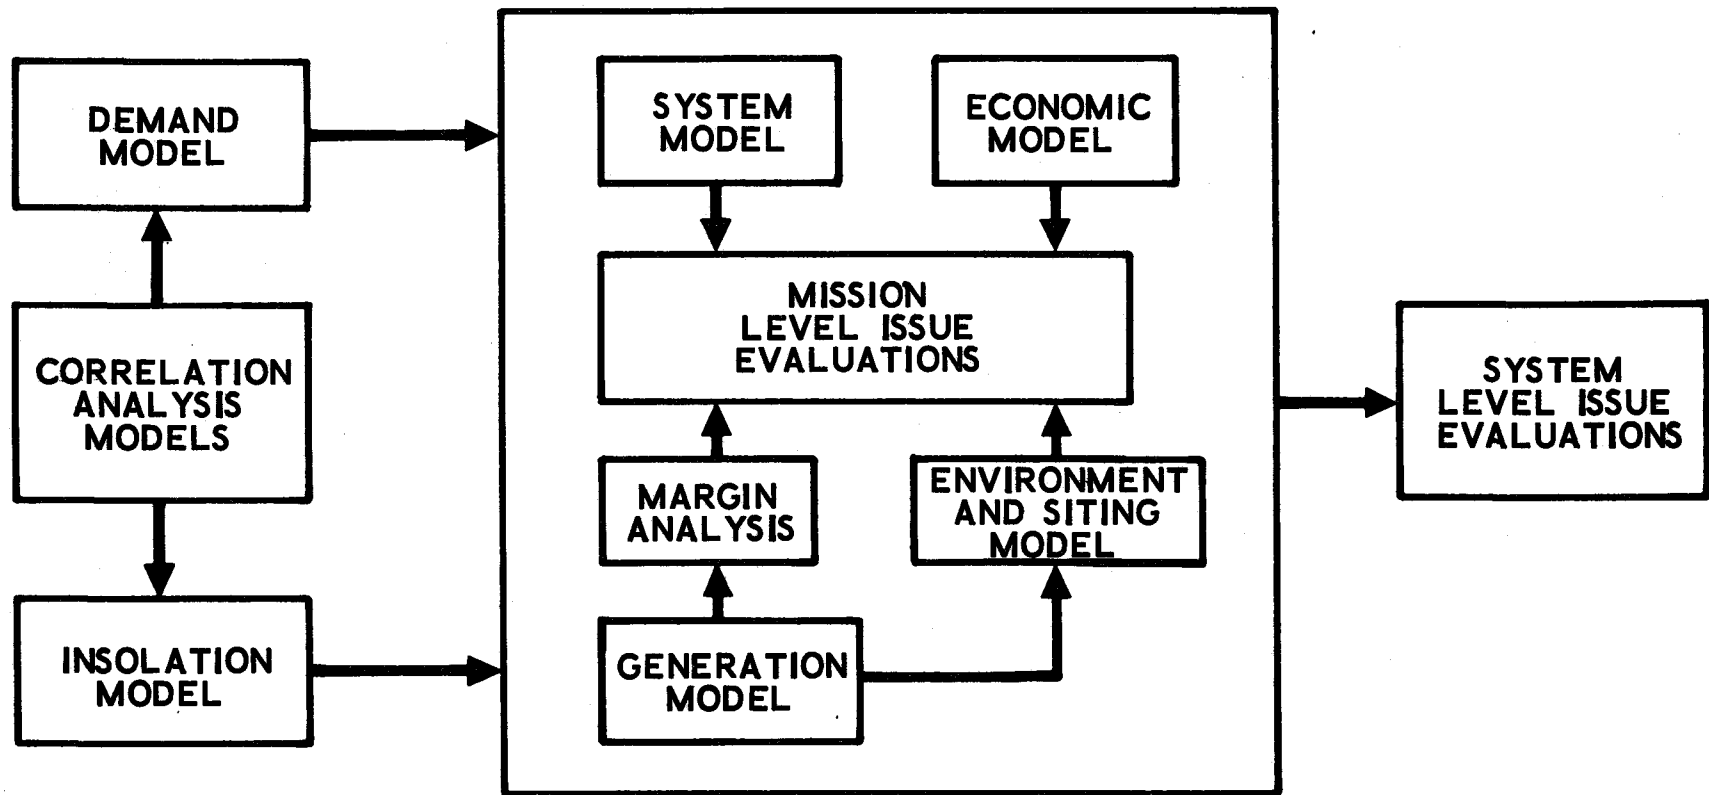 DEMAND
MODEL
CORRELATION
ANALYSIS
MODELS
INSOLATION
MODEL
SYSTEM
MODEL
ECONOMIC
MODEL
MISSION
LEVEL ISSUE
EVALUATIONS
MARGIN
ANALYSIS
ENVIRONMENT
AND SITING
MODEL
GENERATION
MODEL
SYSTEM
LEVEL ISSUE
EVALUATIONS